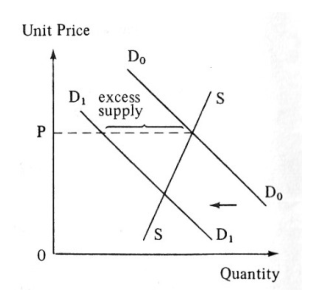 Unit Price
D₀
D₁ excess
supply
S
P
D₀
S
D₁
0
Quantity